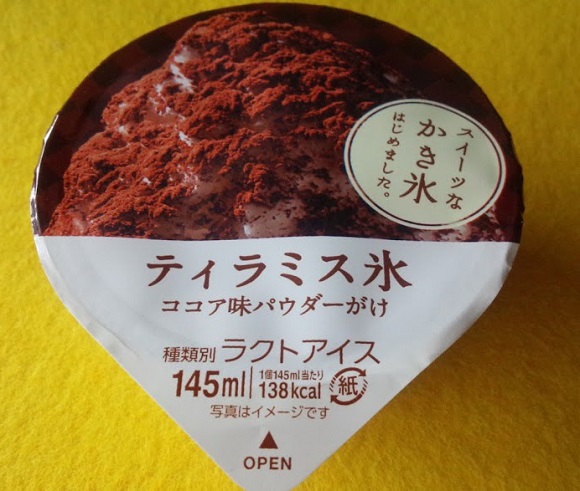 スイーツな
かき氷
はじめました。
ティラミス氷
ココア味パウダーがけ
種類別 ラクトアイス
145ml 1個145ml当たり 138kcal 紙
写真はイメージです
OPEN